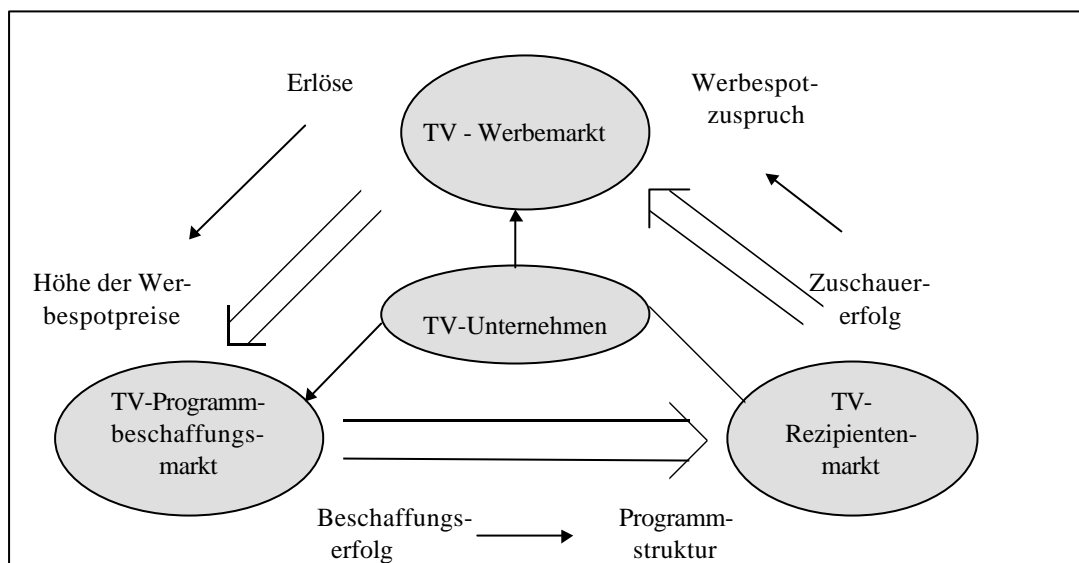 Erlöse
Werbespot-
zuspruch
TV - Werbemarkt
Höhe der Wer-
bespotpreise
Zuschauer-
erfolg
TV-Unternehmen
TV-Programm-
beschaffungs-
markt
TV-
Rezipienten-
markt
Beschaffungs-
erfolg
Programm-
struktur